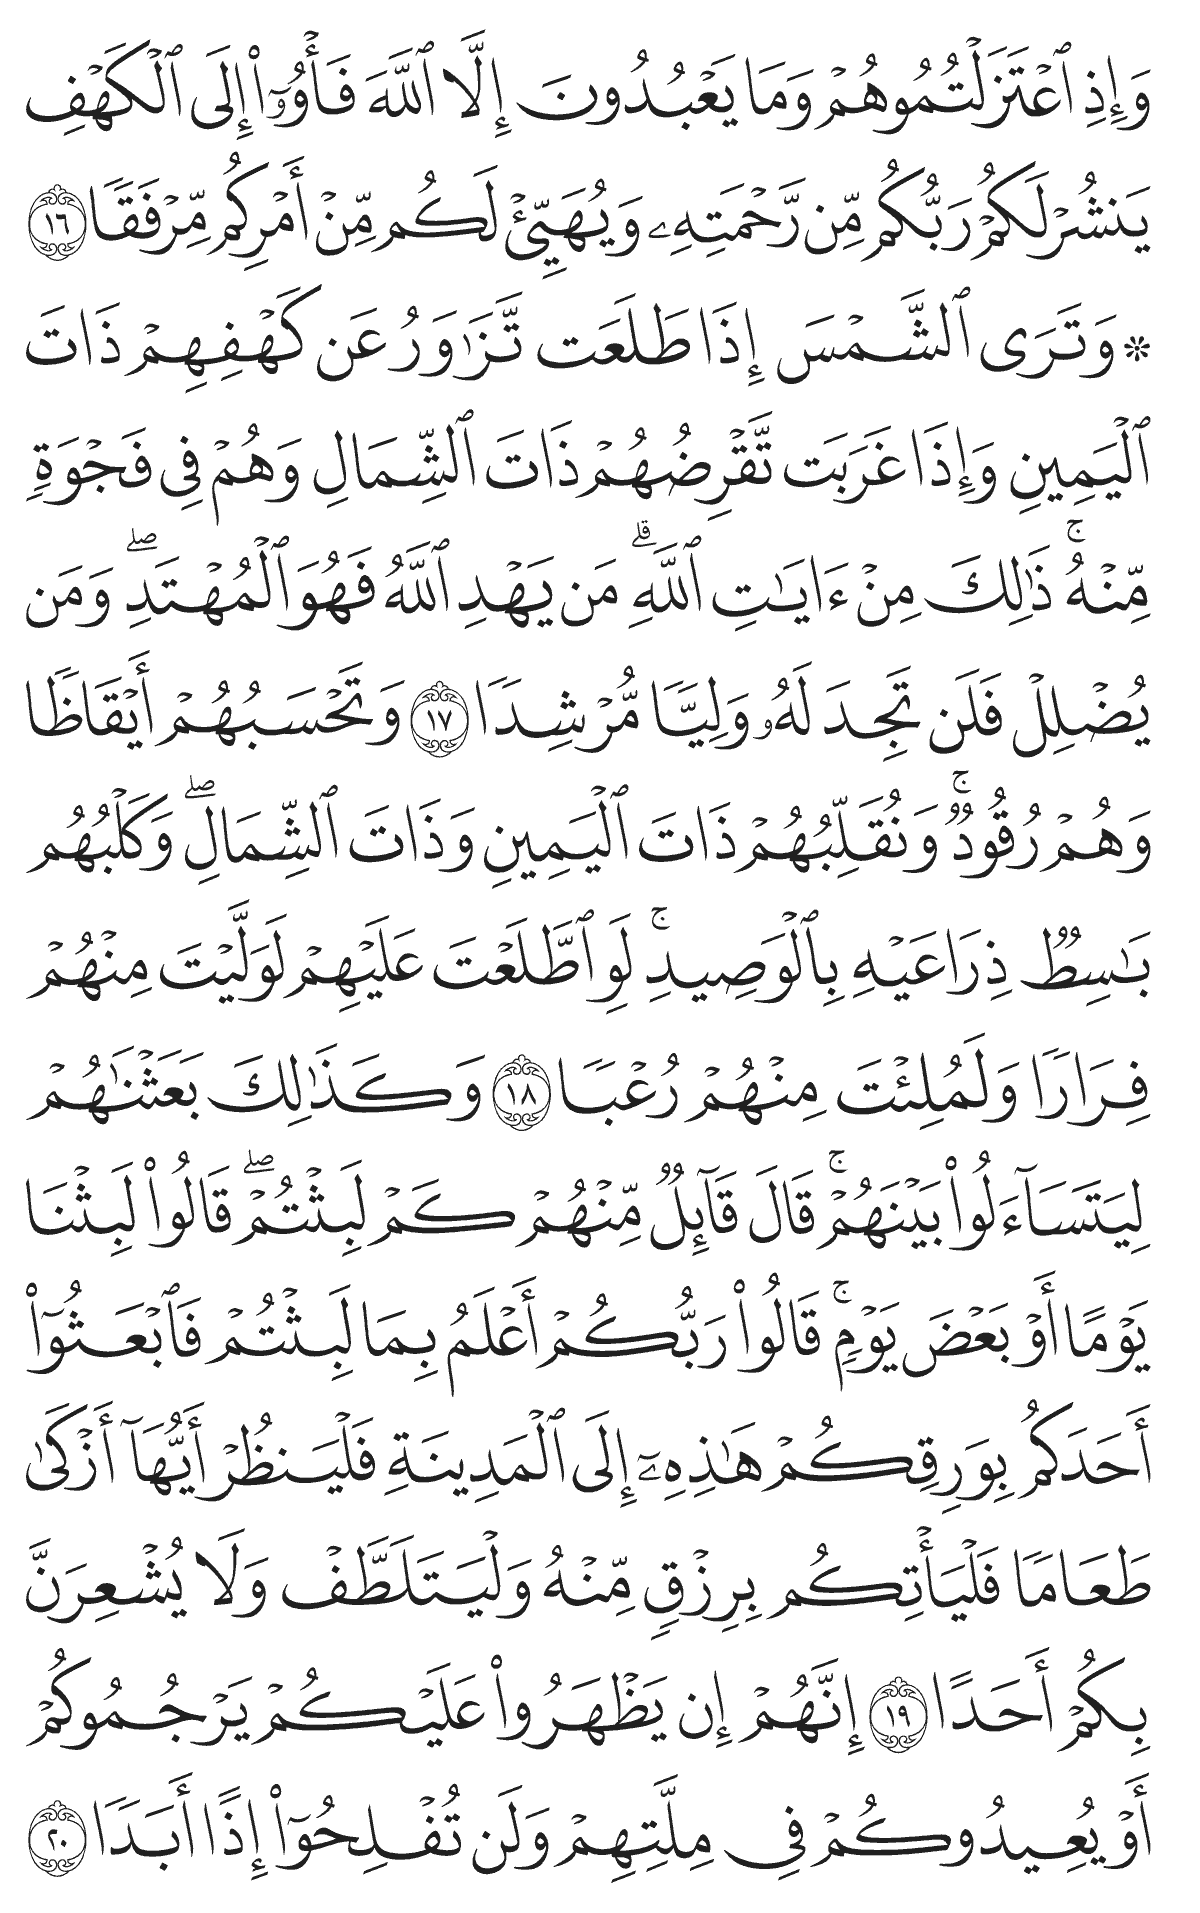 وَإِذِ ٱعۡتَزَلۡتُمُوهُمۡ وَمَا يَعۡبُدُونَ إِلَّا ٱللَّهَ فَأۡوُۥٓاْ إِلَى ٱلۡكَهۡفِ
يَنشُرۡ لَكُمۡ رَبُّكُم مِّن رَّحۡمَتِهِۦ وَيُهَيِّئۡ لَكُم مِّنۡ أَمۡرِكُم مِّرۡفَقٗا ١٦
۞ وَتَرَى ٱلشَّمۡسَ إِذَا طَلَعَت تَّزَٰوَرُ عَن كَهۡفِهِمۡ ذَاتَ
ٱلۡيَمِينِ وَإِذَا غَرَبَت تَّقۡرِضُهُمۡ ذَاتَ ٱلشِّمَالِ وَهُمۡ فِي فَجۡوَةٖ
مِّنۡهُۚ ذَٰلِكَ مِنۡ ءَايَٰتِ ٱللَّهِۗ مَن يَهۡدِ ٱللَّهُ فَهُوَ ٱلۡمُهۡتَدِۖ وَمَن
يُضۡلِلۡ فَلَن تَجِدَ لَهُۥ وَلِيّٗا مُّرۡشِدٗا ١٧ وَتَحۡسَبُهُمۡ أَيۡقَاظٗا
وَهُمۡ رُقُودٞۚ وَنُقَلِّبُهُمۡ ذَاتَ ٱلۡيَمِينِ وَذَاتَ ٱلشِّمَالِۖ وَكَلۡبُهُم
بَٰسِطٞ ذِرَاعَيۡهِ بِٱلۡوَصِيدِۚ لَوِ ٱطَّلَعۡتَ عَلَيۡهِمۡ لَوَلَّيۡتَ مِنۡهُمۡ
فِرَارٗا وَلَمُلِئۡتَ مِنۡهُمۡ رُعۡبٗا ١٨ وَكَذَٰلِكَ بَعَثۡنَٰهُمۡ
لِيَتَسَآءَلُواْ بَيۡنَهُمۡۚ قَالَ قَآئِلٞ مِّنۡهُمۡ كَمۡ لَبِثۡتُمۡۖ قَالُواْ لَبِثۡنَا
يَوۡمًا أَوۡ بَعۡضَ يَوۡمٖۚ قَالُواْ رَبُّكُمۡ أَعۡلَمُ بِمَا لَبِثۡتُمۡ فَٱبۡعَثُوٓاْ
أَحَدَكُم بِوَرِقِكُمۡ هَٰذِهِۦٓ إِلَى ٱلۡمَدِينَةِ فَلۡيَنظُرۡ أَيُّهَآ أَزۡكَىٰ
طَعَامٗا فَلۡيَأۡتِكُم بِرِزۡقٖ مِّنۡهُ وَلۡيَتَلَطَّفۡ وَلَا يُشۡعِرَنَّ
بِكُمۡ أَحَدًا ١٩ إِنَّهُمۡ إِن يَظۡهَرُواْ عَلَيۡكُمۡ يَرۡجُمُوكُمۡ
أَوۡ يُعِيدُوكُمۡ فِي مِلَّتِهِمۡ وَلَن تُفۡلِحُوٓاْ إِذًا أَبَدٗا ٢٠